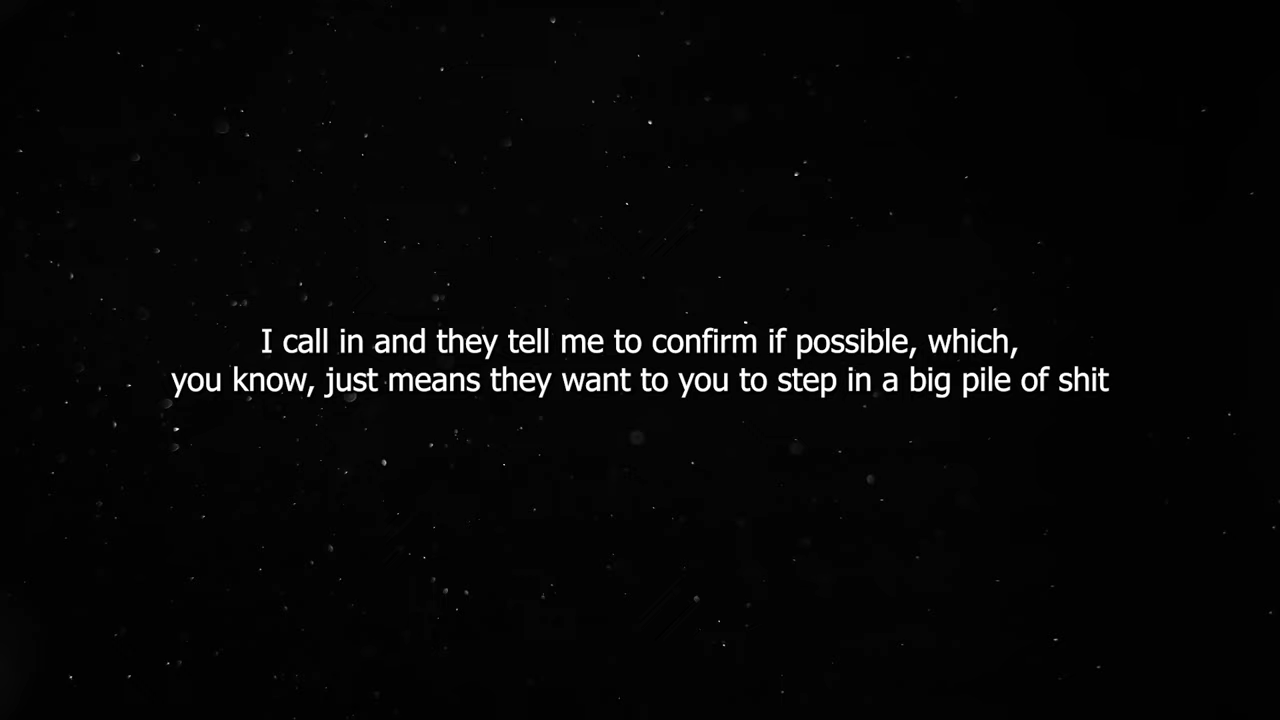 I call in and they tell me to confirm if possible, which,
you know, just means they want to you to step in a big pile of shit